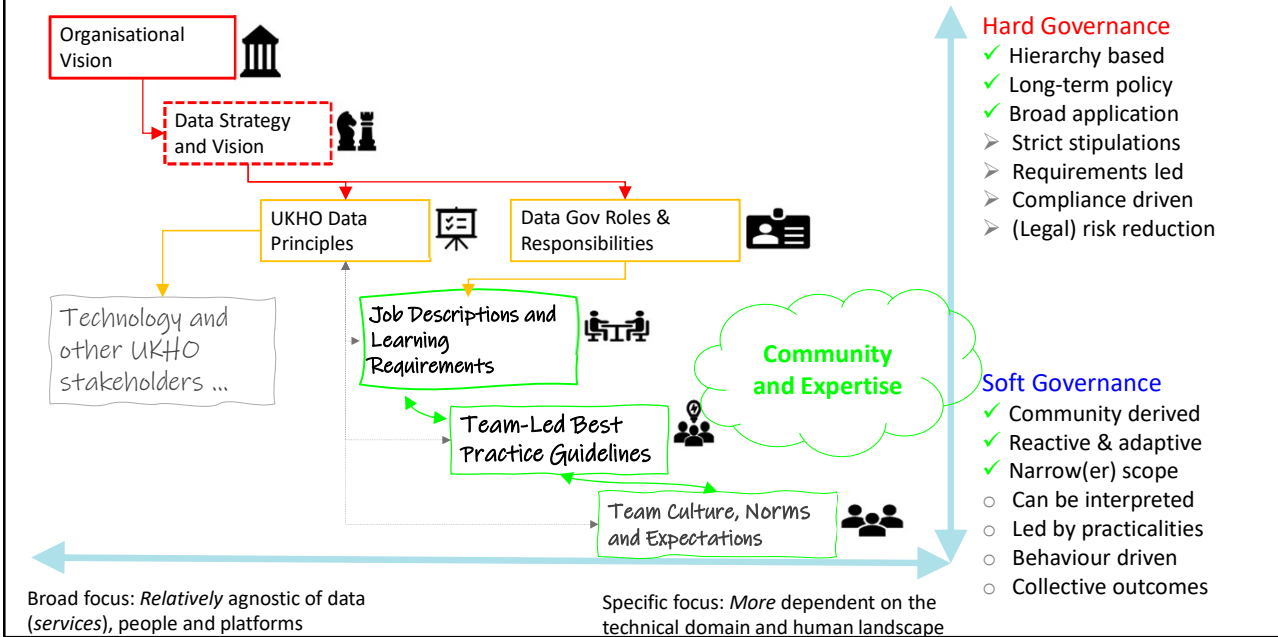 Organisational
Vision
Data Strategy
and Vision
UKHO Data
Principles
Data Gov Roles &
Responsibilities
Technology and
other UKHO
stakeholders ...
Job Descriptions and
Learning
Requirements
Team-Led Best
Practice Guidelines
Team Culture, Norms
and Expectations
Community
and Expertise
Hard Governance
✓ Hierarchy based
✓ Long-term policy
✓ Broad application
➢ Strict stipulations
➢ Requirements led
➢ Compliance driven
➢ (Legal) risk reduction
Soft Governance
✓ Community derived
✓ Reactive & adaptive
✓ Narrow(er) scope
○ Can be interpreted
○ Led by practicalities
○ Behaviour driven
○ Collective outcomes
Broad focus: Relatively agnostic of data
(services), people and platforms
Specific focus: More dependent on the
technical domain and human landscape